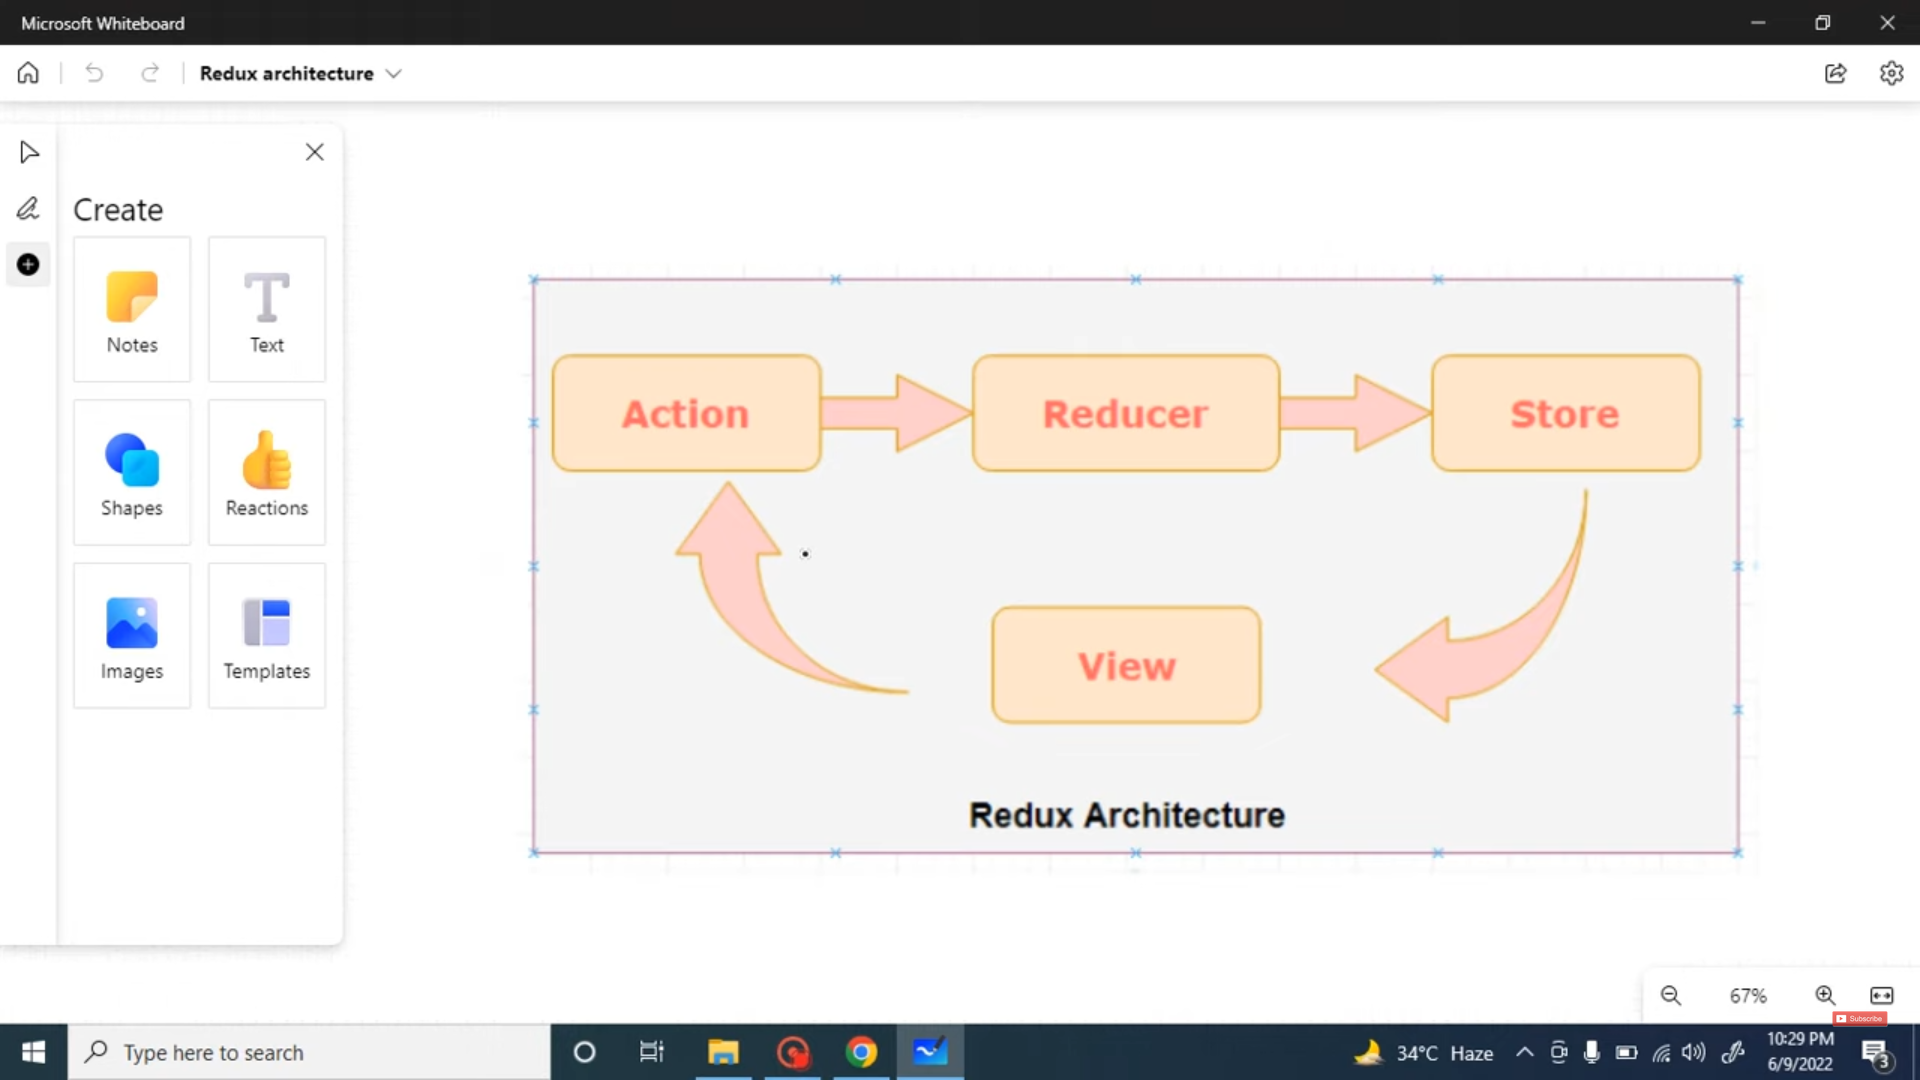 Microsoft Whiteboard
Redux architecture
Create
Notes
Text
Shapes
Reactions
Images
Templates
Action
Reducer
Store
View
Redux Architecture
67%
Subscribe
Type here to search
34°C Haze
10:29 PM
6/9/2022
3